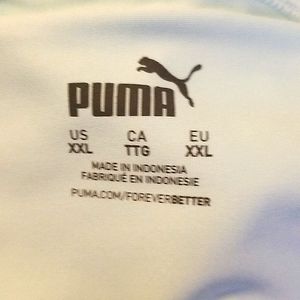 PUMA
US CA EU
XXL TTG XXL
MADE IN INDONESIA
FABRIQUÉ EN INDONESIE
PUMA.COM/FOREVERBETTER